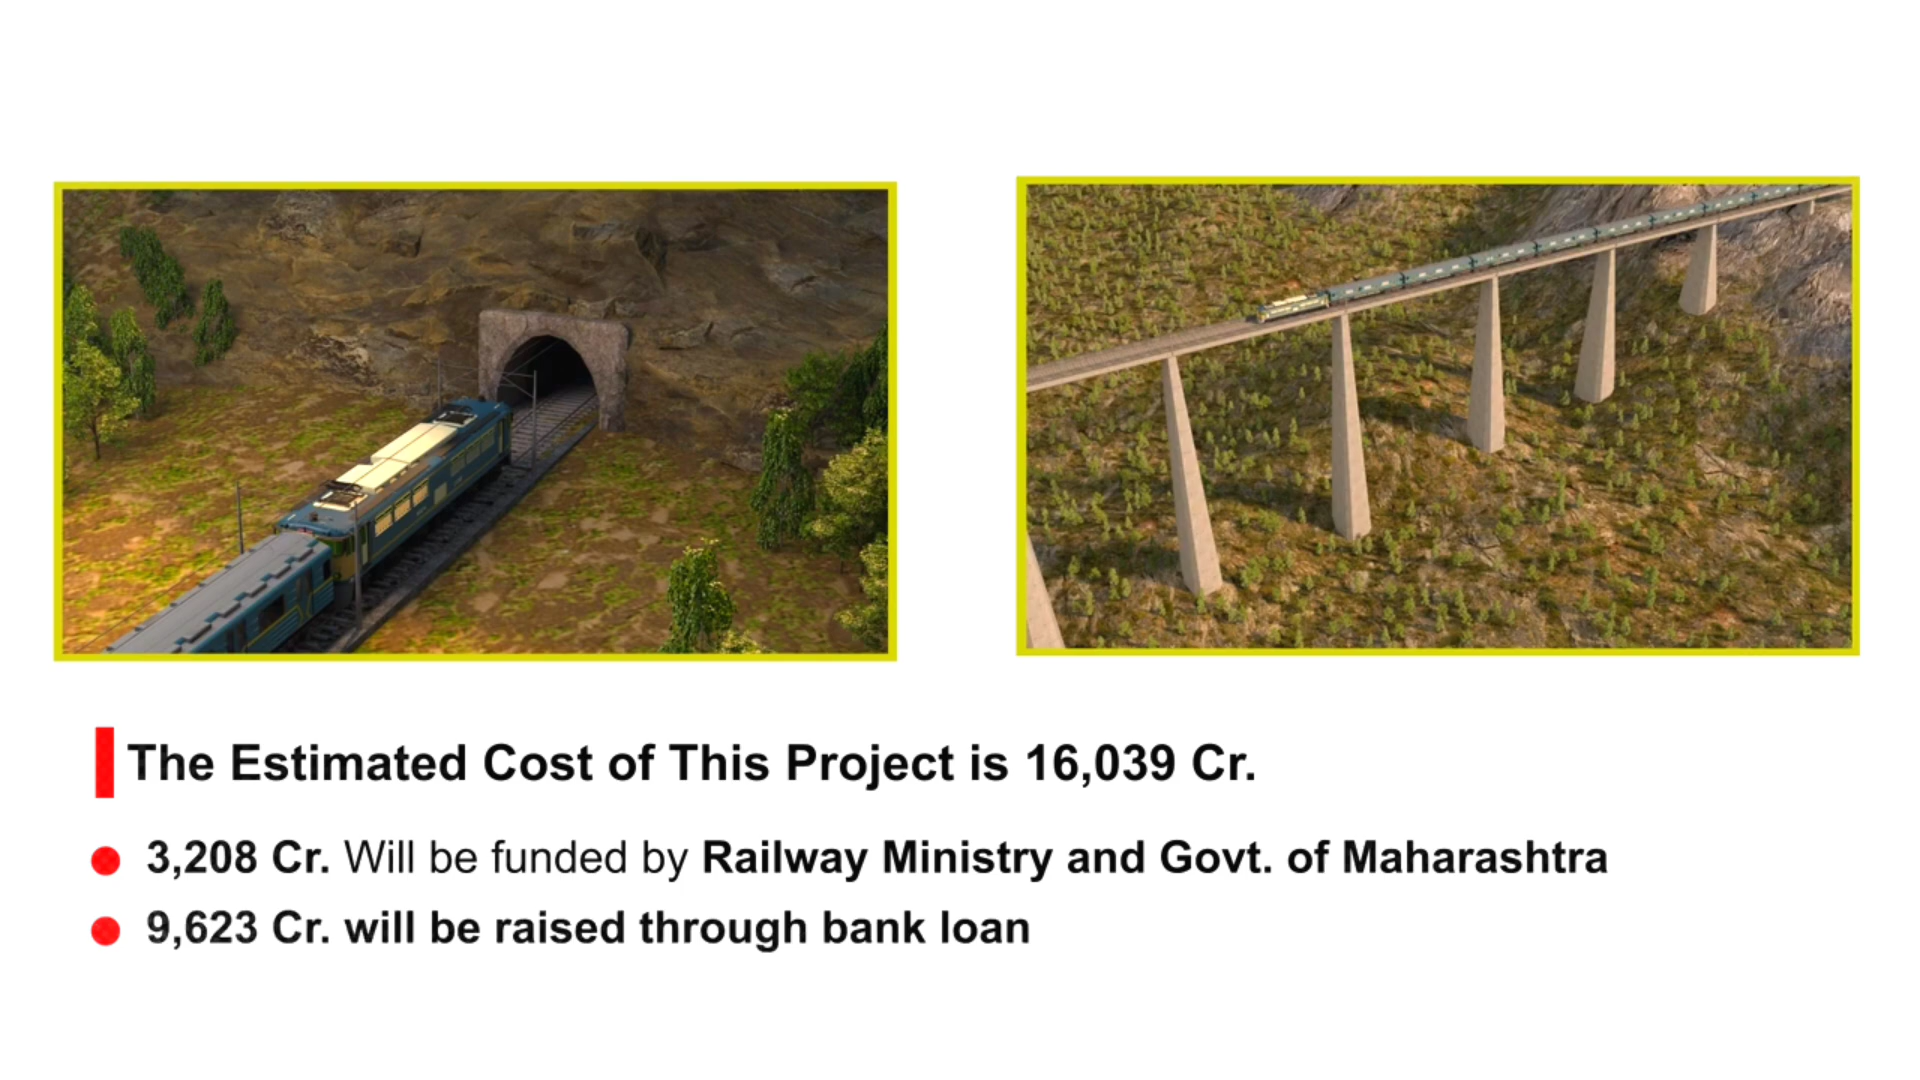 The Estimated Cost of This Project is 16,039 Cr.
3,208 Cr. Will be funded by Railway Ministry and Govt. of Maharashtra
9,623 Cr. will be raised through bank loan